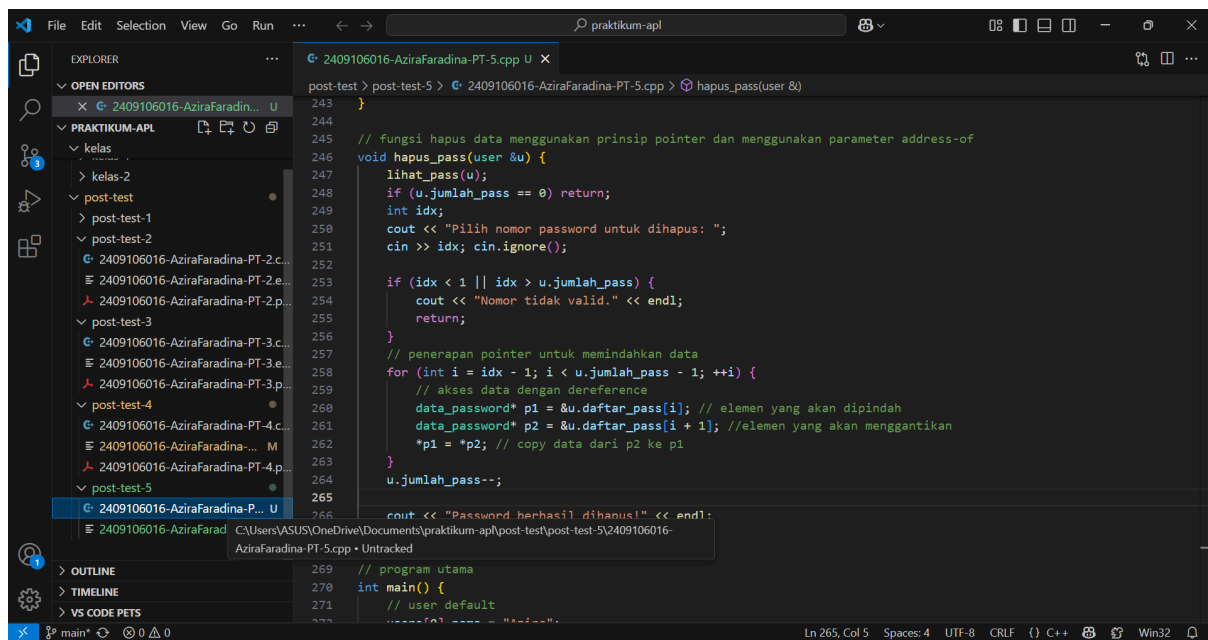 File Edit Selection View Go Run ··· praktikum-apl
EXPLORER ···
OPEN EDITORS
2409106016-AziraFaradin... U
PRAKTIKUM-APL
kelas
kelas-2
post-test
post-test-1
post-test-2
2409106016-AziraFaradina-PT-2.c...
2409106016-AziraFaradina-PT-2.e...
2409106016-AziraFaradina-PT-2.p...
post-test-3
2409106016-AziraFaradina-PT-3.c...
2409106016-AziraFaradina-PT-3.e...
2409106016-AziraFaradina-PT-3.p...
post-test-4
2409106016-AziraFaradina-PT-4.c...
2409106016-AziraFaradina-... M
2409106016-AziraFaradina-PT-4.p...
post-test-5
2409106016-AziraFaradina-P... U
2409106016-AziraFarad
OUTLINE
TIMELINE
VS CODE PETS
3
1
2409106016-AziraFaradina-PT-5.cpp U
post-test > post-test-5 > 2409106016-AziraFaradina-PT-5.cpp > hapus_pass(user &)
243 }
244
245 // fungsi hapus data menggunakan prinsip pointer dan menggunakan parameter address-of
246 void hapus_pass(user &u) {
247 lihat_pass(u);
248 if (u.jumlah_pass == 0) return;
249 int idx;
250 cout << "Pilih nomor password untuk dihapus: ";
251 cin >> idx; cin.ignore();
252
253 if (idx < 1 || idx > u.jumlah_pass) {
254 cout << "Nomor tidak valid." << endl;
255 return;
256 }
257 // penerapan pointer untuk memindahkan data
258 for (int i = idx - 1; i < u.jumlah_pass - 1; ++i) {
259 // akses data dengan dereference
260 data_password* p1 = &u.daftar_pass[i]; // elemen yang akan dipindah
261 data_password* p2 = &u.daftar_pass[i + 1]; //elemen yang akan menggantikan
262 *p1 = *p2; // copy data dari p2 ke p1
263 }
264 u.jumlah_pass--;
265
266 cout << "Password berhasil dihapus!" << endl;
C:\Users\ASUS\OneDrive\Documents\praktikum-apl\post-test\post-test-5\2409106016-
AziraFaradina-PT-5.cpp • Untracked
269 // program utama
270 int main() {
271 // user default
main* 0 0 0 Ln 265, Col 5 Spaces: 4 UTF-8 CRLF {} C++ Win32